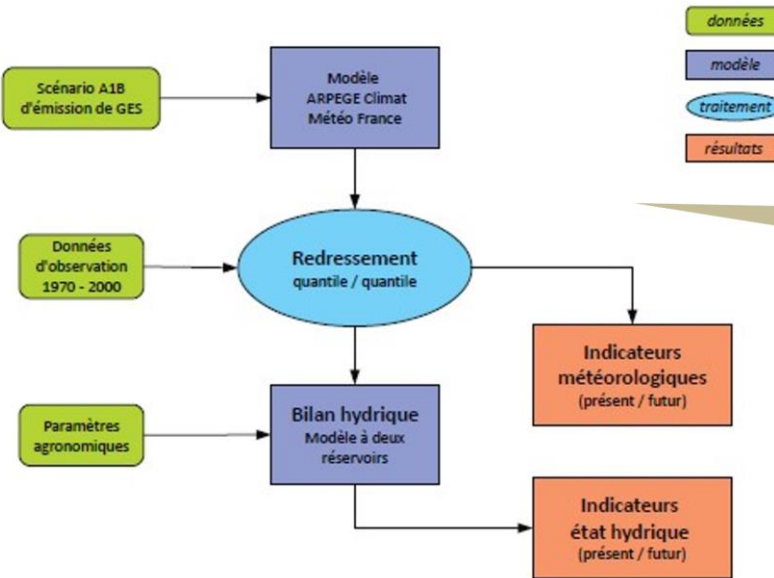 données
modèle
traitement
résultats
Scénario A1B
d'émission de GES
Modèle
ARPEGE Climat
Météo France
Données
d'observation
1970 - 2000
Redressement
quantile / quantile
Indicateurs
météorologiques
(présent / futur)
Paramètres
agronomiques
Bilan hydrique
Modèle à deux
réservoirs
Indicateurs
état hydrique
(présent / futur)